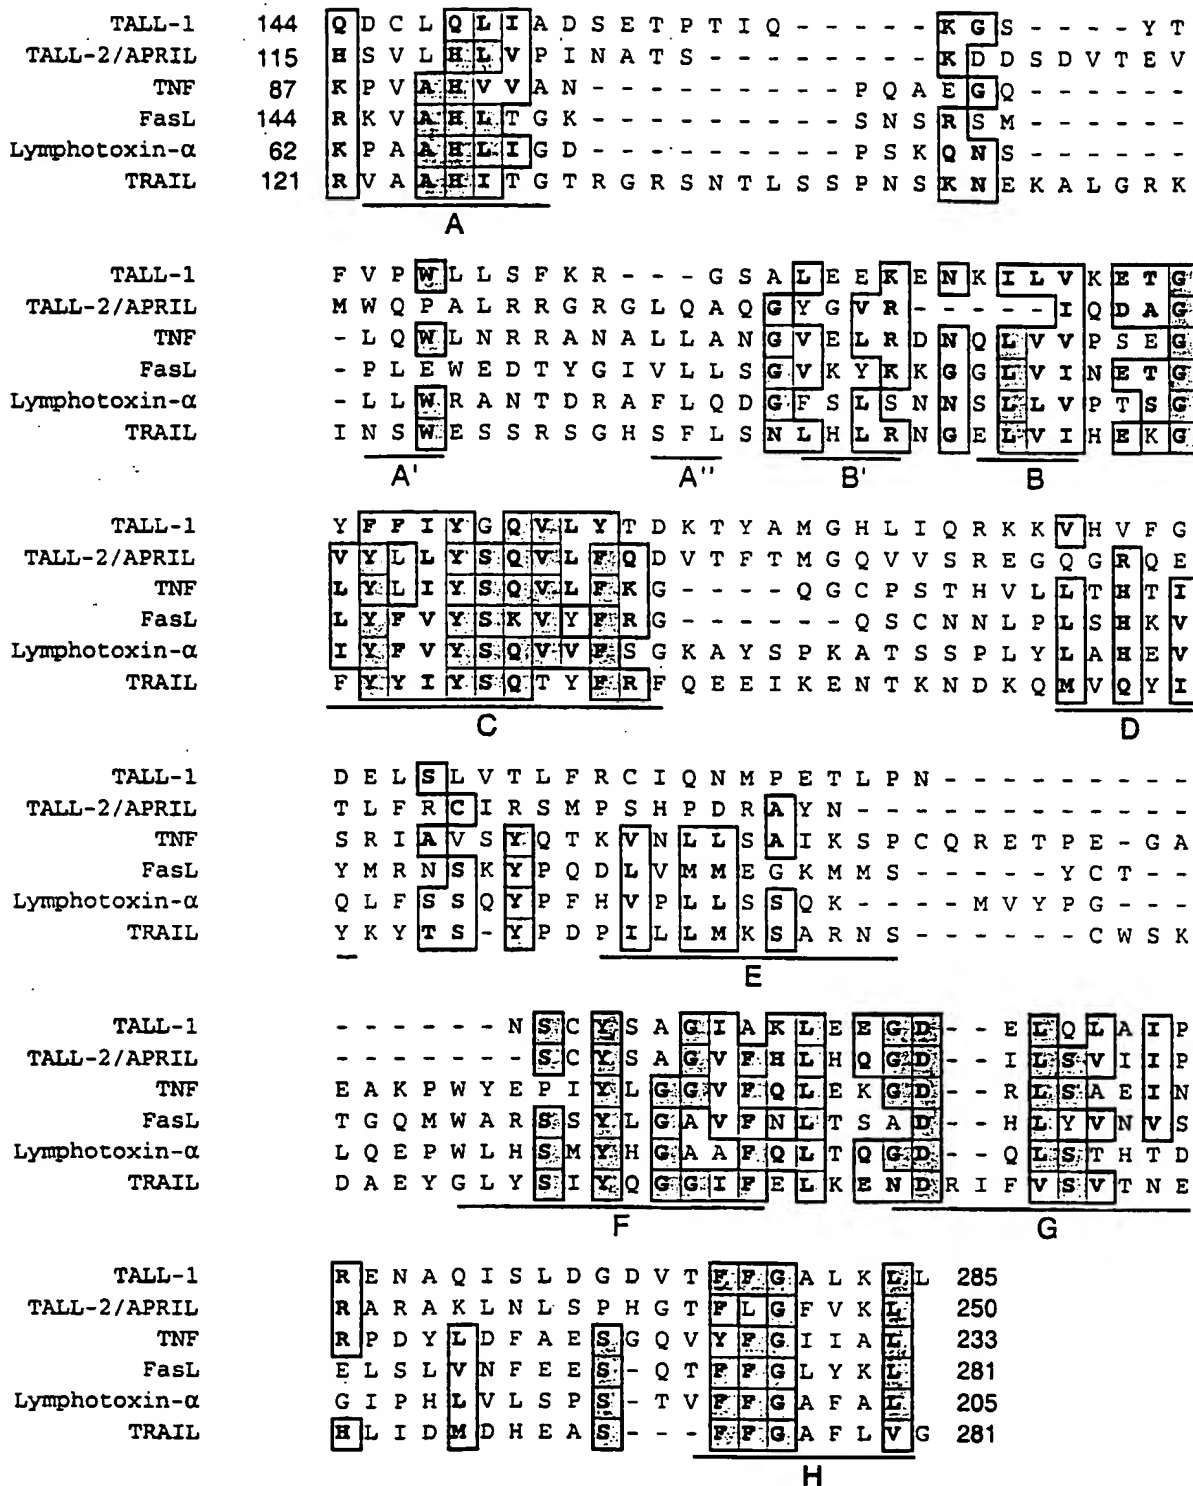 TALL-1 144 Q D C L Q L I A D S E T P T I Q - - - - - K G S - - - - Y T
TALL-2/APRIL 115 H S V L H L V P I N A T S - - - - - - - - K D D S D V T E V
TNF 87 K P V A H V V A N - - - - - - - - - P Q A E G Q - - - - - -
FasL 144 R K V A H L T G K - - - - - - - - - S N S R S M - - - - - -
Lymphotoxin-α 62 K P A A H L I G D - - - - - - - - - P S K Q N S - - - - - -
TRAIL 121 R V A A H I T G T R G R S N T L S S P N S K N E K A L G R K
A
TALL-1 F V P W L L S F K R - - - G S A L E E K E N K I L V K E T G
TALL-2/APRIL M W Q P A L R R G R G L Q A Q G Y G V R - - - - - I Q D A G
TNF - L Q W L N R R A N A L L A N G V E L R D N Q L V V P S E G
FasL - P L E W E D T Y G I V L L S G V K Y K K G G L V I N E T G
Lymphotoxin-α - L L W R A N T D R A F L Q D G F S L S N N S L L V P T S G
TRAIL I N S W E S S R S G H S F L S N L H L R N G E L V I H E K G
A' A" B' B
TALL-1 Y F F I Y G Q V L Y T D K T Y A M G H L I Q R K K V H V F G
TALL-2/APRIL V Y L L Y S Q V L F Q D V T F T M G Q V V S R E G Q G R Q E
TNF L Y L I Y S Q V L F K G - - - - Q G C P S T H V L L T H T I
FasL L Y F V Y S K V Y F R G - - - - - - Q S C N N L P L S H K V
Lymphotoxin-α I Y F V Y S Q V V F S G K A Y S P K A T S S P L Y L A H E V
TRAIL F Y Y I Y S Q T Y F R F Q E E I K E N T K N D K Q M V Q Y I
C D
TALL-1 D E L S L V T L F R C I Q N M P E T L P N - - - - - - - - -
TALL-2/APRIL T L F R C I R S M P S H P D R A Y N - - - - - - - - - - - -
TNF S R I A V S Y Q T K V N L L S A I K S P C Q R E T P E - G A
FasL Y M R N S K Y P Q D L V M M E G K M M S - - - - - Y C T - -
Lymphotoxin-α Q L F S S Q Y P F H V P L L S S Q K - - - - M V Y P G - - -
TRAIL Y K Y T S - Y P D P I L L M K S A R N S - - - - - - C W S K
E
TALL-1 - - - - - - N S C Y S A G I A K L E E G D - - E L Q L A I P
TALL-2/APRIL - - - - - - - S C Y S A G V F H L H Q G D - - I L S V I I P
TNF E A K P W Y E P I Y L G G V F Q L E K G D - - R L S A E I N
FasL T G Q M W A R S S Y L G A V F N L T S A D - - H L Y V N V S
Lymphotoxin-α L Q E P W L H S M Y H G A A F Q L T Q G D - - Q L S T H T D
TRAIL D A E Y G L Y S I Y Q G G I F E L K E N D R I F V S V T N E
F G
TALL-1 R E N A Q I S L D G D V T F F G A L K L L 285
TALL-2/APRIL R A R A K L N L S P H G T F L G F V K L 250
TNF R P D Y L D F A E S G Q V Y F G I I A L 233
FasL E L S L V N F E E S - Q T F F G L Y K L 281
Lymphotoxin-α G I P H L V L S P S - T V F F G A F A L 205
TRAIL H L I D M D H E A S - - - F F G A F L V G 281
H